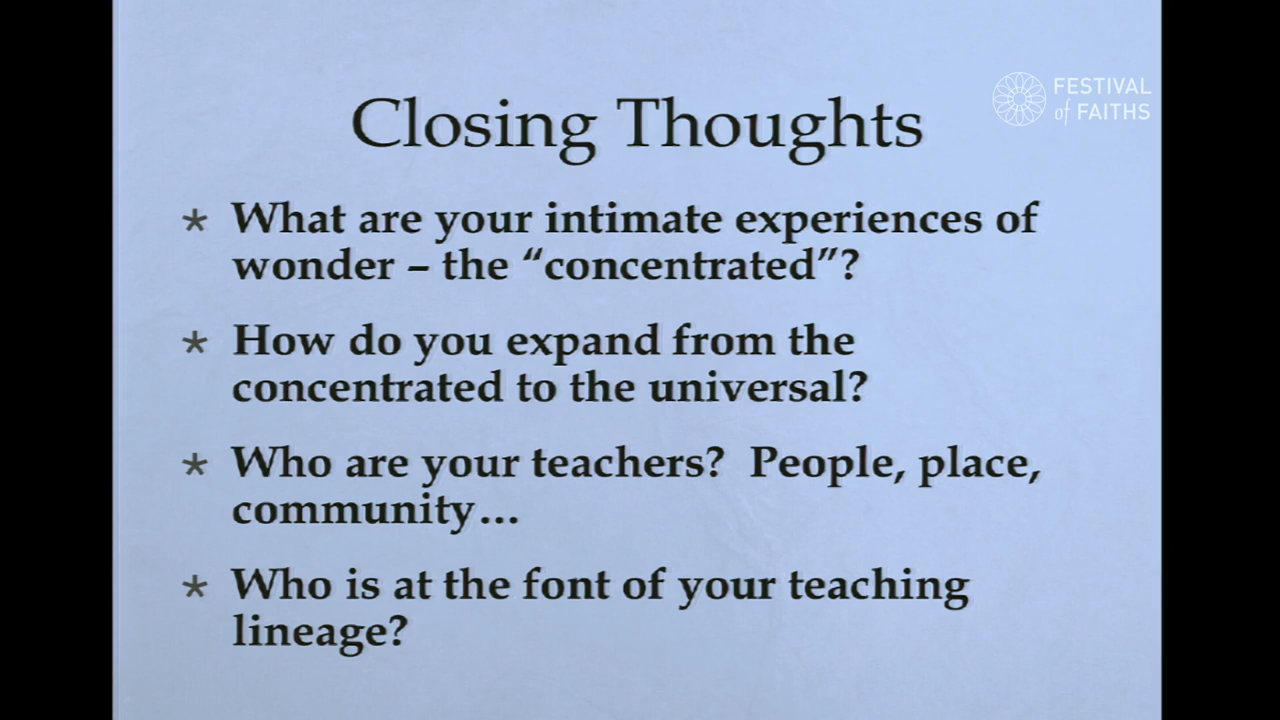 FESTIVAL
of FAITHS
Closing Thoughts
* What are your intimate experiences of
wonder – the “concentrated”?
* How do you expand from the
concentrated to the universal?
* Who are your teachers?  People, place,
community…
* Who is at the font of your teaching
lineage?